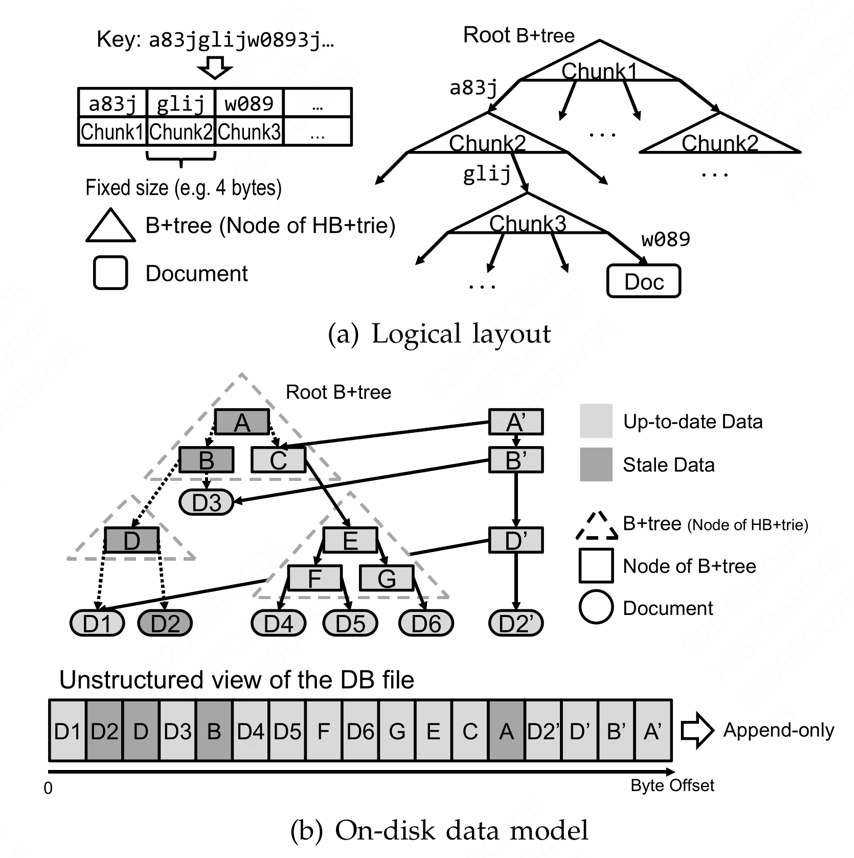 Key: a83jglijw0893j…
a83j glij w089 …
Chunk1 Chunk2 Chunk3 …
Fixed size (e.g. 4 bytes)
B+tree (Node of HB+trie)
Document
Root B+tree
Chunk1
a83j
Chunk2 … Chunk2
glij …
Chunk3
w089
… Doc
(a) Logical layout
Root B+tree
A A'
B C B'
D3
D E D'
F G
D1 D2 D4 D5 D6 D2'
Up-to-date Data
Stale Data
B+tree (Node of HB+trie)
Node of B+tree
Document
Unstructured view of the DB file
D1 D2 D D3 B D4 D5 F D6 G E C A D2' D' B' A' Append-only
0 Byte Offset
(b) On-disk data model